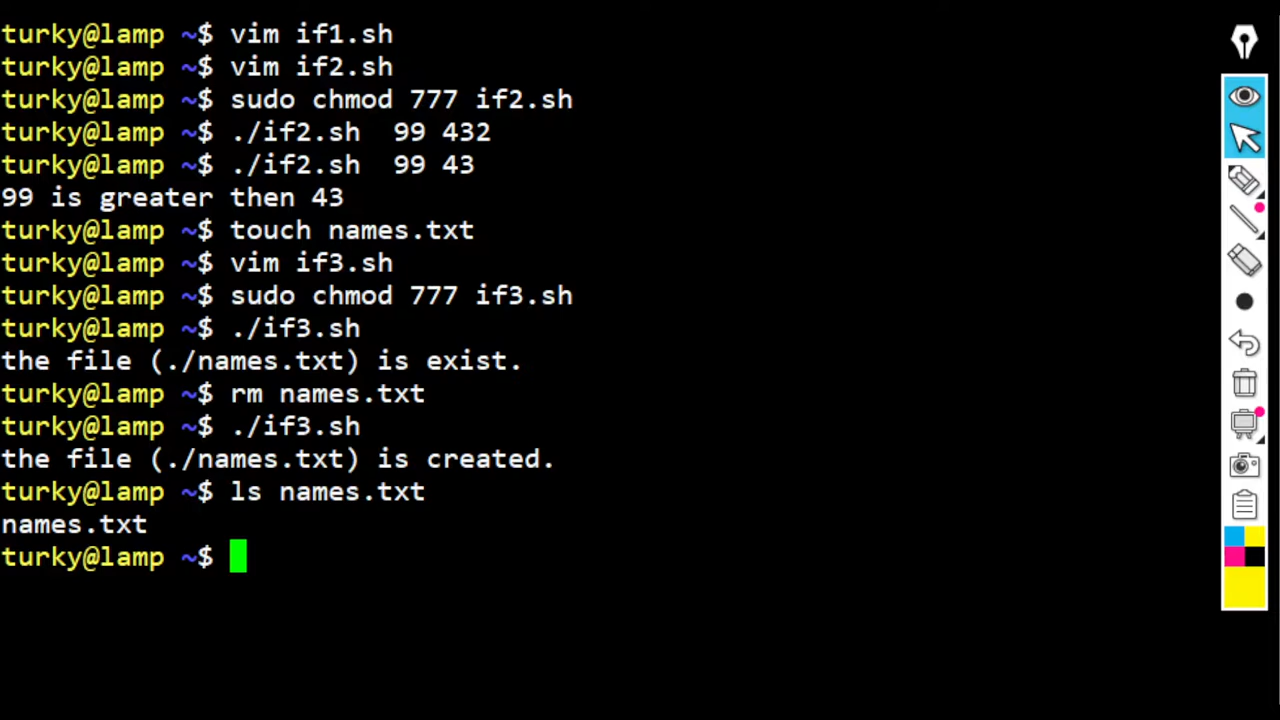 turky@lamp ~$ vim if1.sh
turky@lamp ~$ vim if2.sh
turky@lamp ~$ sudo chmod 777 if2.sh
turky@lamp ~$ ./if2.sh  99 432
turky@lamp ~$ ./if2.sh  99 43
99 is greater then 43
turky@lamp ~$ touch names.txt
turky@lamp ~$ vim if3.sh
turky@lamp ~$ sudo chmod 777 if3.sh
turky@lamp ~$ ./if3.sh
the file (./names.txt) is exist.
turky@lamp ~$ rm names.txt
turky@lamp ~$ ./if3.sh
the file (./names.txt) is created.
turky@lamp ~$ ls names.txt
names.txt
turky@lamp ~$